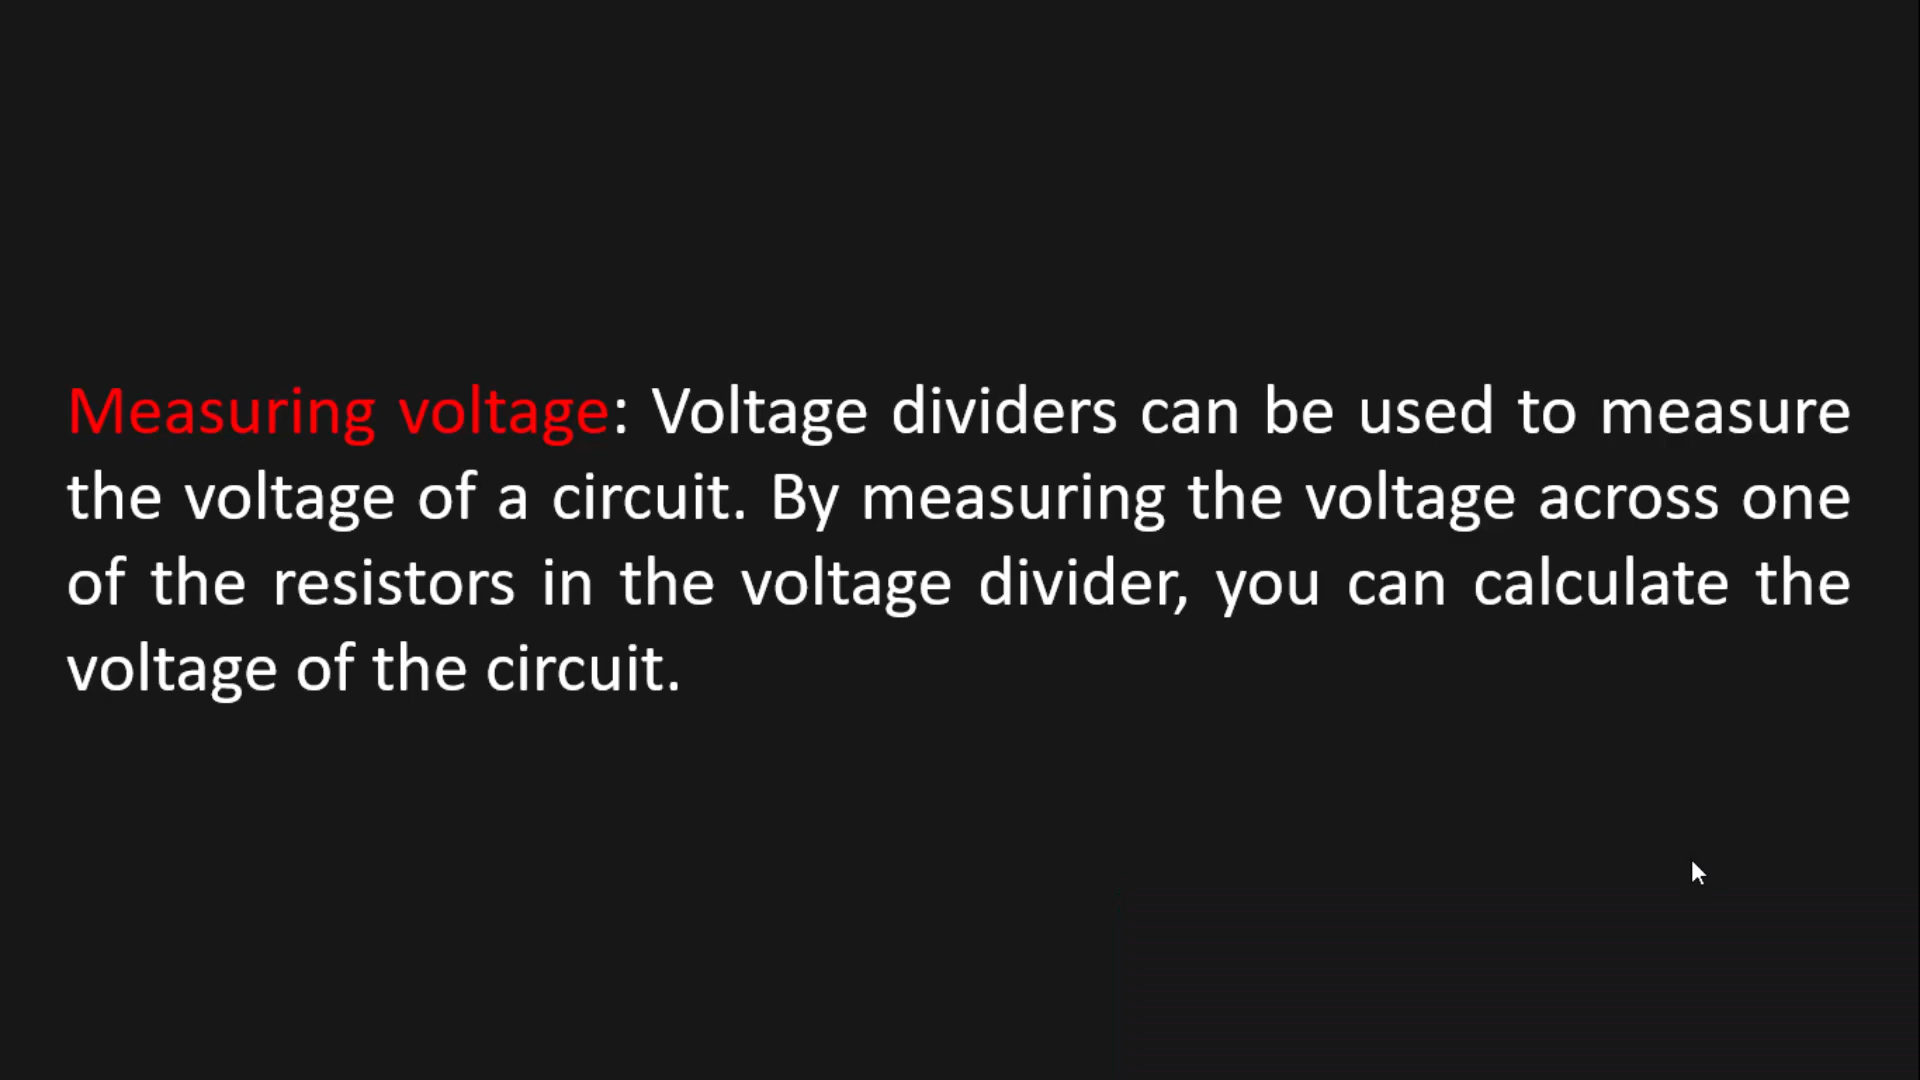 Measuring voltage: Voltage dividers can be used to measure
the voltage of a circuit. By measuring the voltage across one
of the resistors in the voltage divider, you can calculate the
voltage of the circuit.